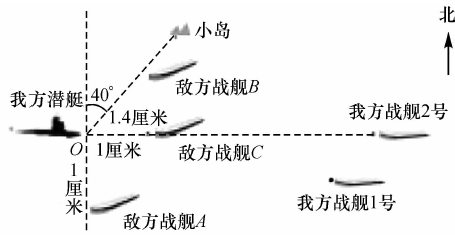 北
小岛
敌方战舰B
40°
我方潜艇
1.4厘米
我方战舰2号
O
1厘米
敌方战舰C
1厘米
我方战舰1号
敌方战舰A